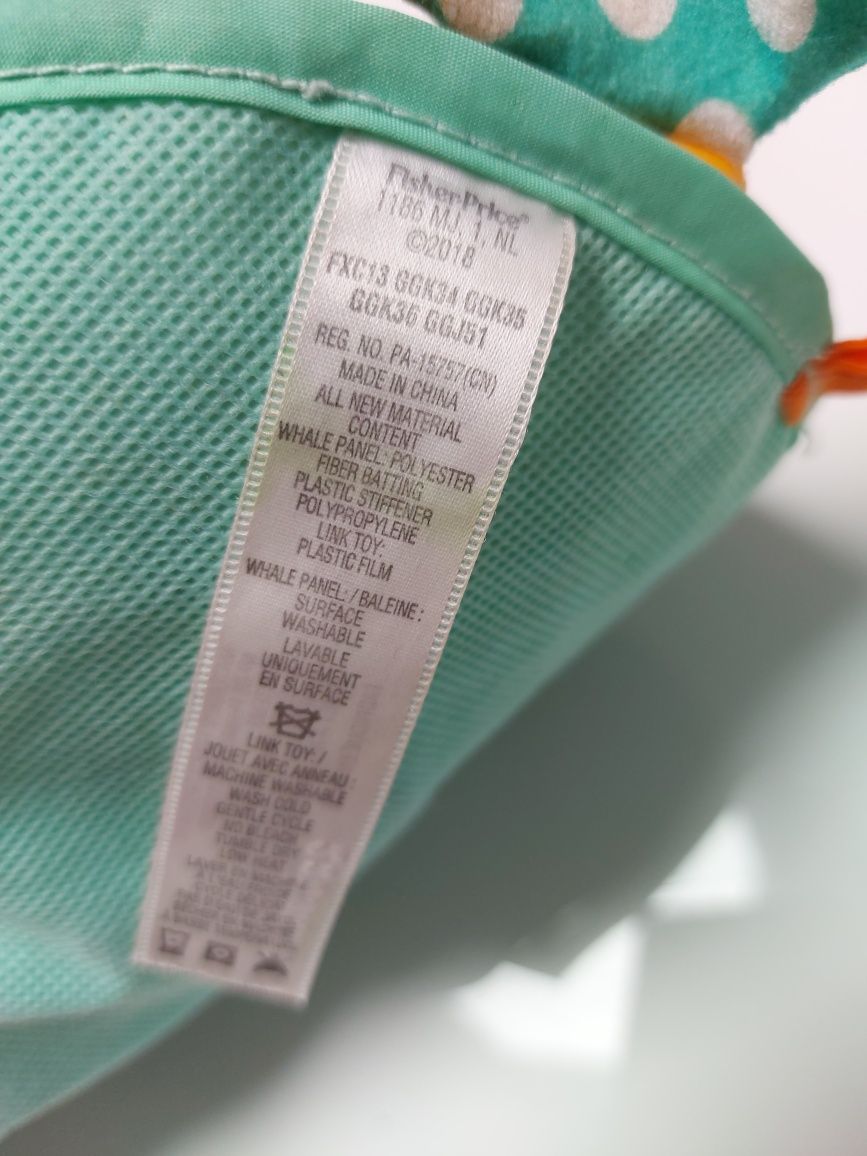 Fisher-Price®
1166 MJ, 1, NL
©2018
FXC13 GGK34 GGK35
GGK36 GGJ51
REG. NO. PA-15757(CN)
MADE IN CHINA
ALL NEW MATERIAL
CONTENT
WHALE PANEL: POLYESTER
FIBER BATTING
PLASTIC STIFFENER
POLYPROPYLENE
LINK TOY:
PLASTIC FILM
WHALE PANEL: / BALEINE :
SURFACE
WASHABLE
LAVABLE
UNIQUEMENT
EN SURFACE
LINK TOY: /
JOUET AVEC ANNEAU :
MACHINE WASHABLE
WASH COLD
GENTLE CYCLE
NO BLEACH
TUMBLE DRY
LOW HEAT